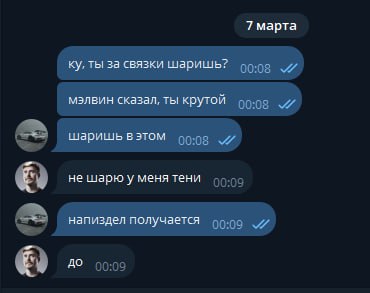 7 марта
ку, ты за связки шаришь? 00:08
мэлвин сказал, ты крутой 00:08
шаришь в этом 00:08
не шарю у меня тени 00:09
напиздел получается 00:09
до 00:09